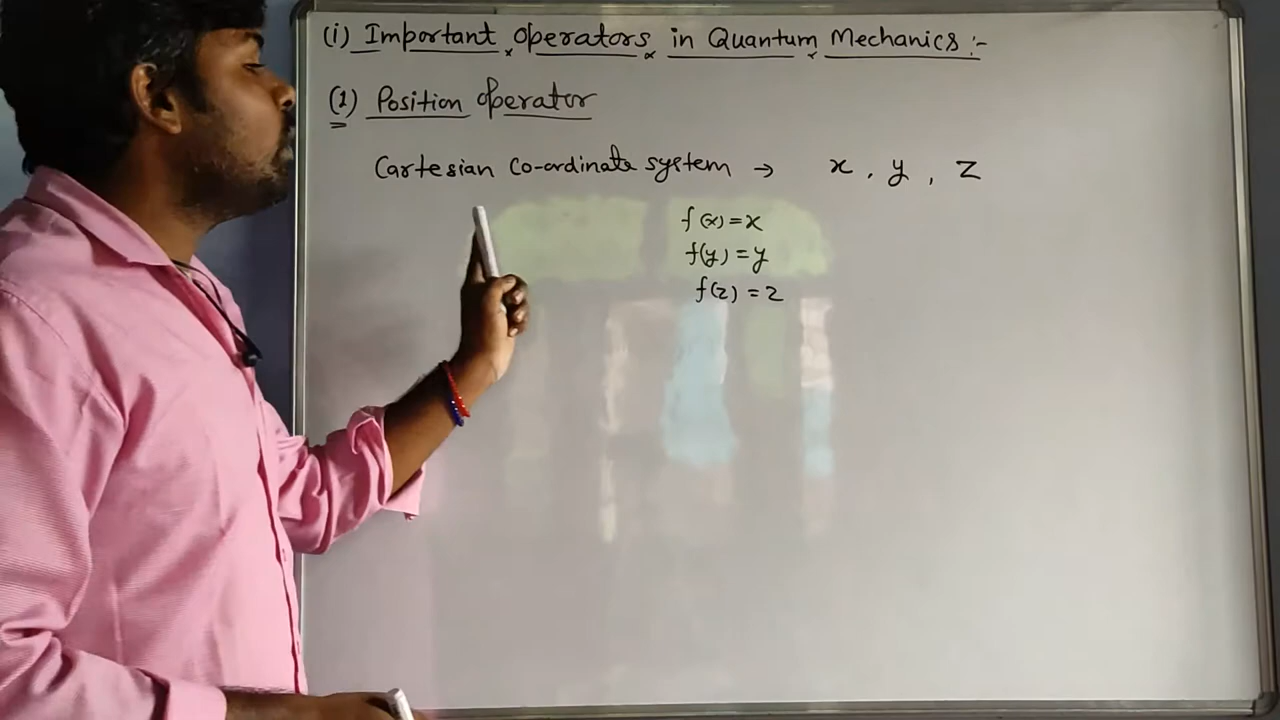 (i) Important operators in Quantum Mechanics :-
(1) Position operator
Cartesian Co-ordinate system → x , y , z
f(x) = x
f(y) = y
f(z) = z